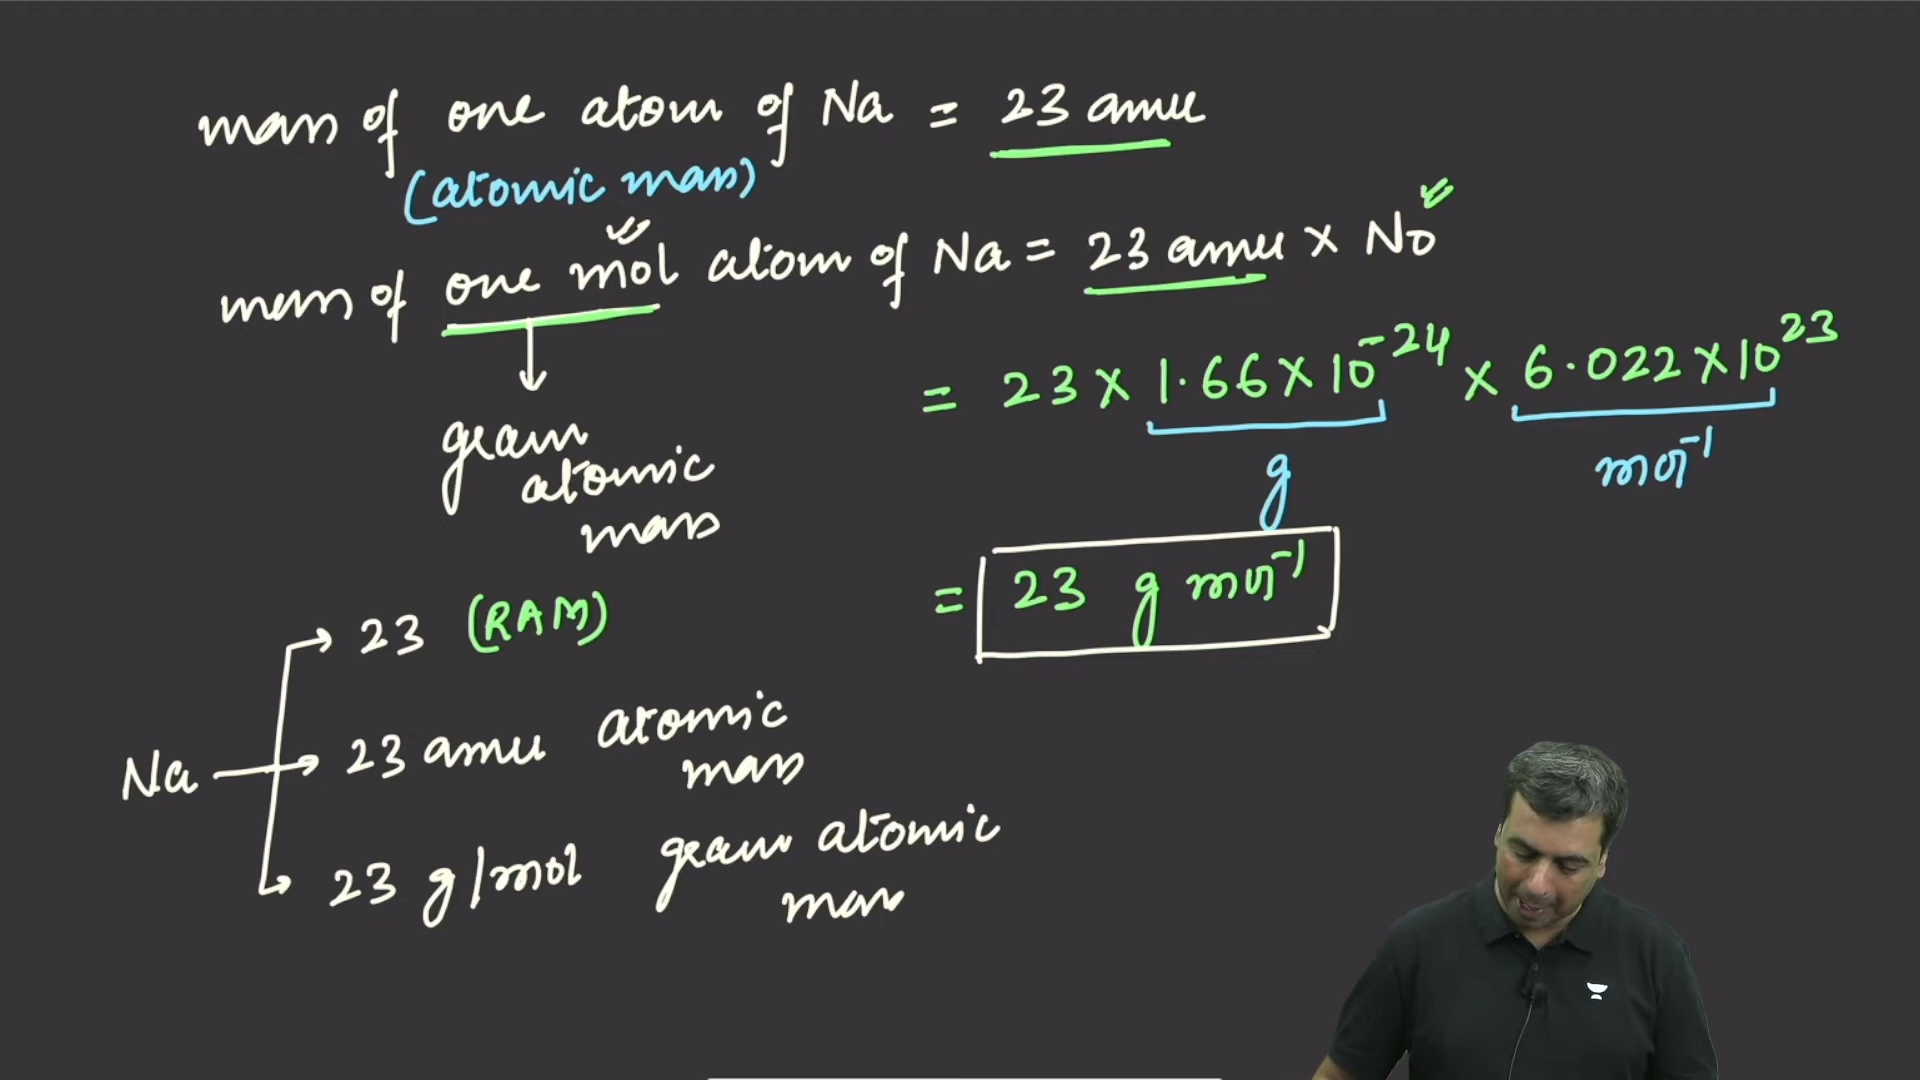 mass of one atom of Na = 23 amu
(atomic mass)
mass of one mol atom of Na = 23 amu × N₀
= 23 × 1.66 × 10⁻²⁴ × 6.022 × 10²³
g mol⁻¹
gram
atomic
mass
= 23 g mol⁻¹
23 (RAM)
Na 23 amu atomic
mass
23 g/mol gram atomic
mass